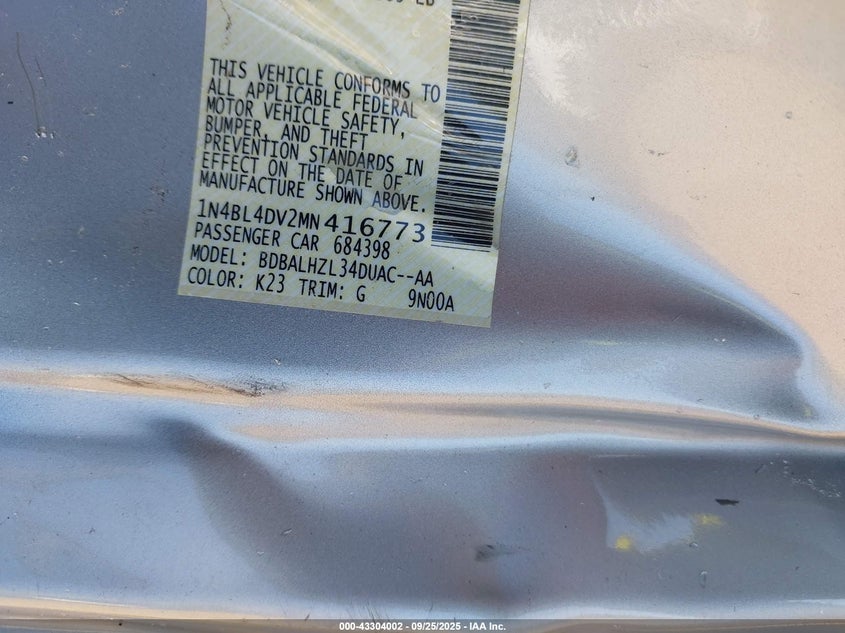 THIS VEHICLE CONFORMS TO
ALL APPLICABLE FEDERAL
MOTOR VEHICLE SAFETY,
BUMPER, AND THEFT
PREVENTION STANDARDS IN
EFFECT ON THE DATE OF
MANUFACTURE SHOWN ABOVE.
1N4BL4DV2MN416773
PASSENGER CAR 684398
MODEL: BDBALHZL34DUAC--AA
COLOR: K23 TRIM: G 9N00A
000-43304002 - 09/25/2025 - IAA Inc.